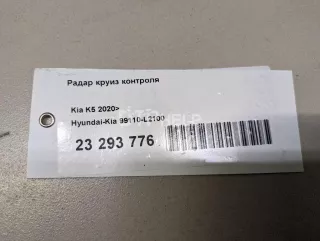 Радар круиз контроля
Kia K5 2020>
Hyundai-Kia 99110-L2100
23 293 776